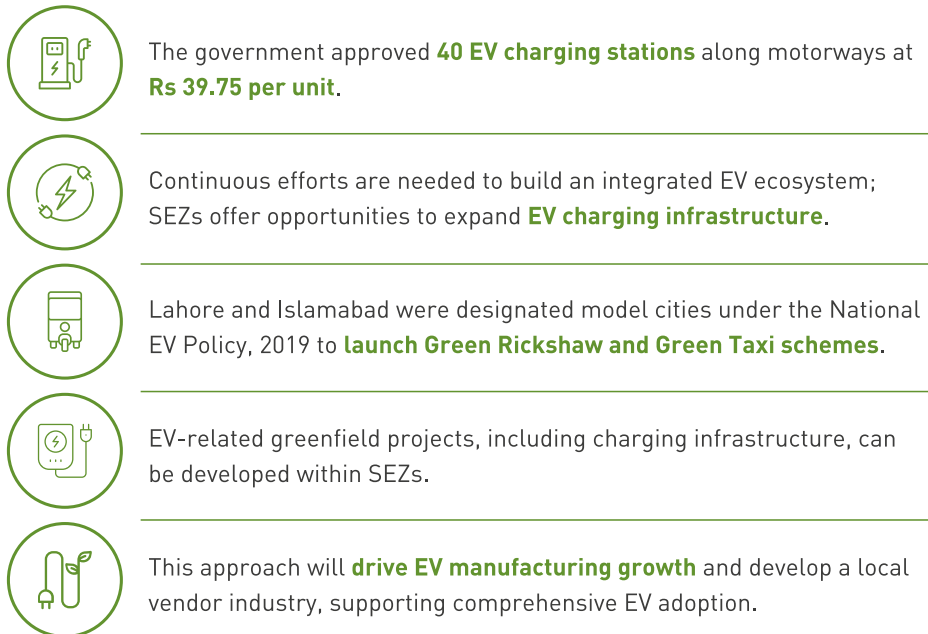 The government approved 40 EV charging stations along motorways at
Rs 39.75 per unit.
Continuous efforts are needed to build an integrated EV ecosystem;
SEZs offer opportunities to expand EV charging infrastructure.
Lahore and Islamabad were designated model cities under the National
EV Policy, 2019 to launch Green Rickshaw and Green Taxi schemes.
EV-related greenfield projects, including charging infrastructure, can
be developed within SEZs.
This approach will drive EV manufacturing growth and develop a local
vendor industry, supporting comprehensive EV adoption.